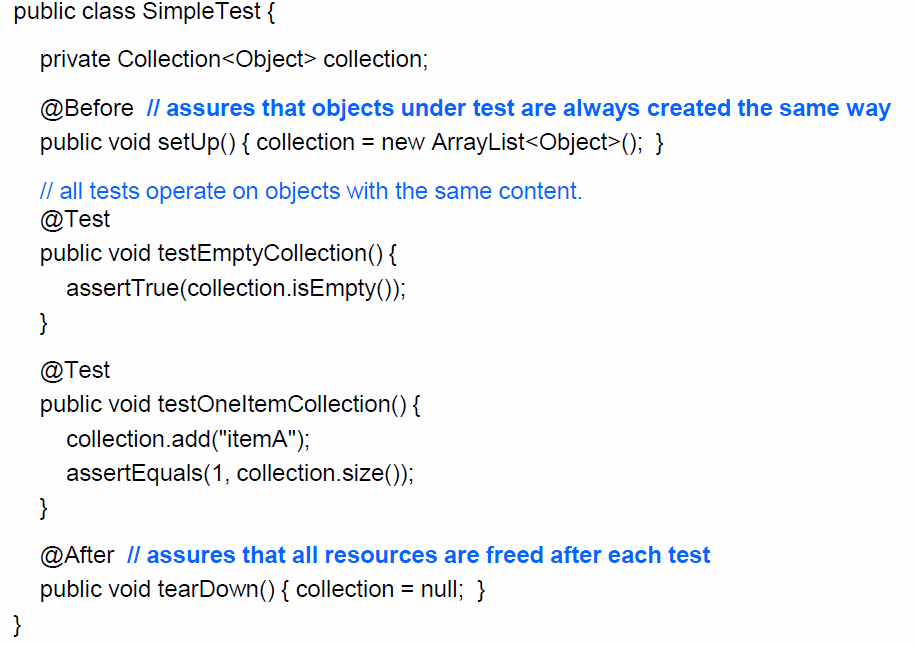 public class SimpleTest {
private Collection<Object> collection;
@Before // assures that objects under test are always created the same way
public void setUp() { collection = new ArrayList<Object>(); }
// all tests operate on objects with the same content.
@Test
public void testEmptyCollection() {
assertTrue(collection.isEmpty());
}
@Test
public void testOneItemCollection() {
collection.add("itemA");
assertEquals(1, collection.size());
}
@After // assures that all resources are freed after each test
public void tearDown() { collection = null; }
}